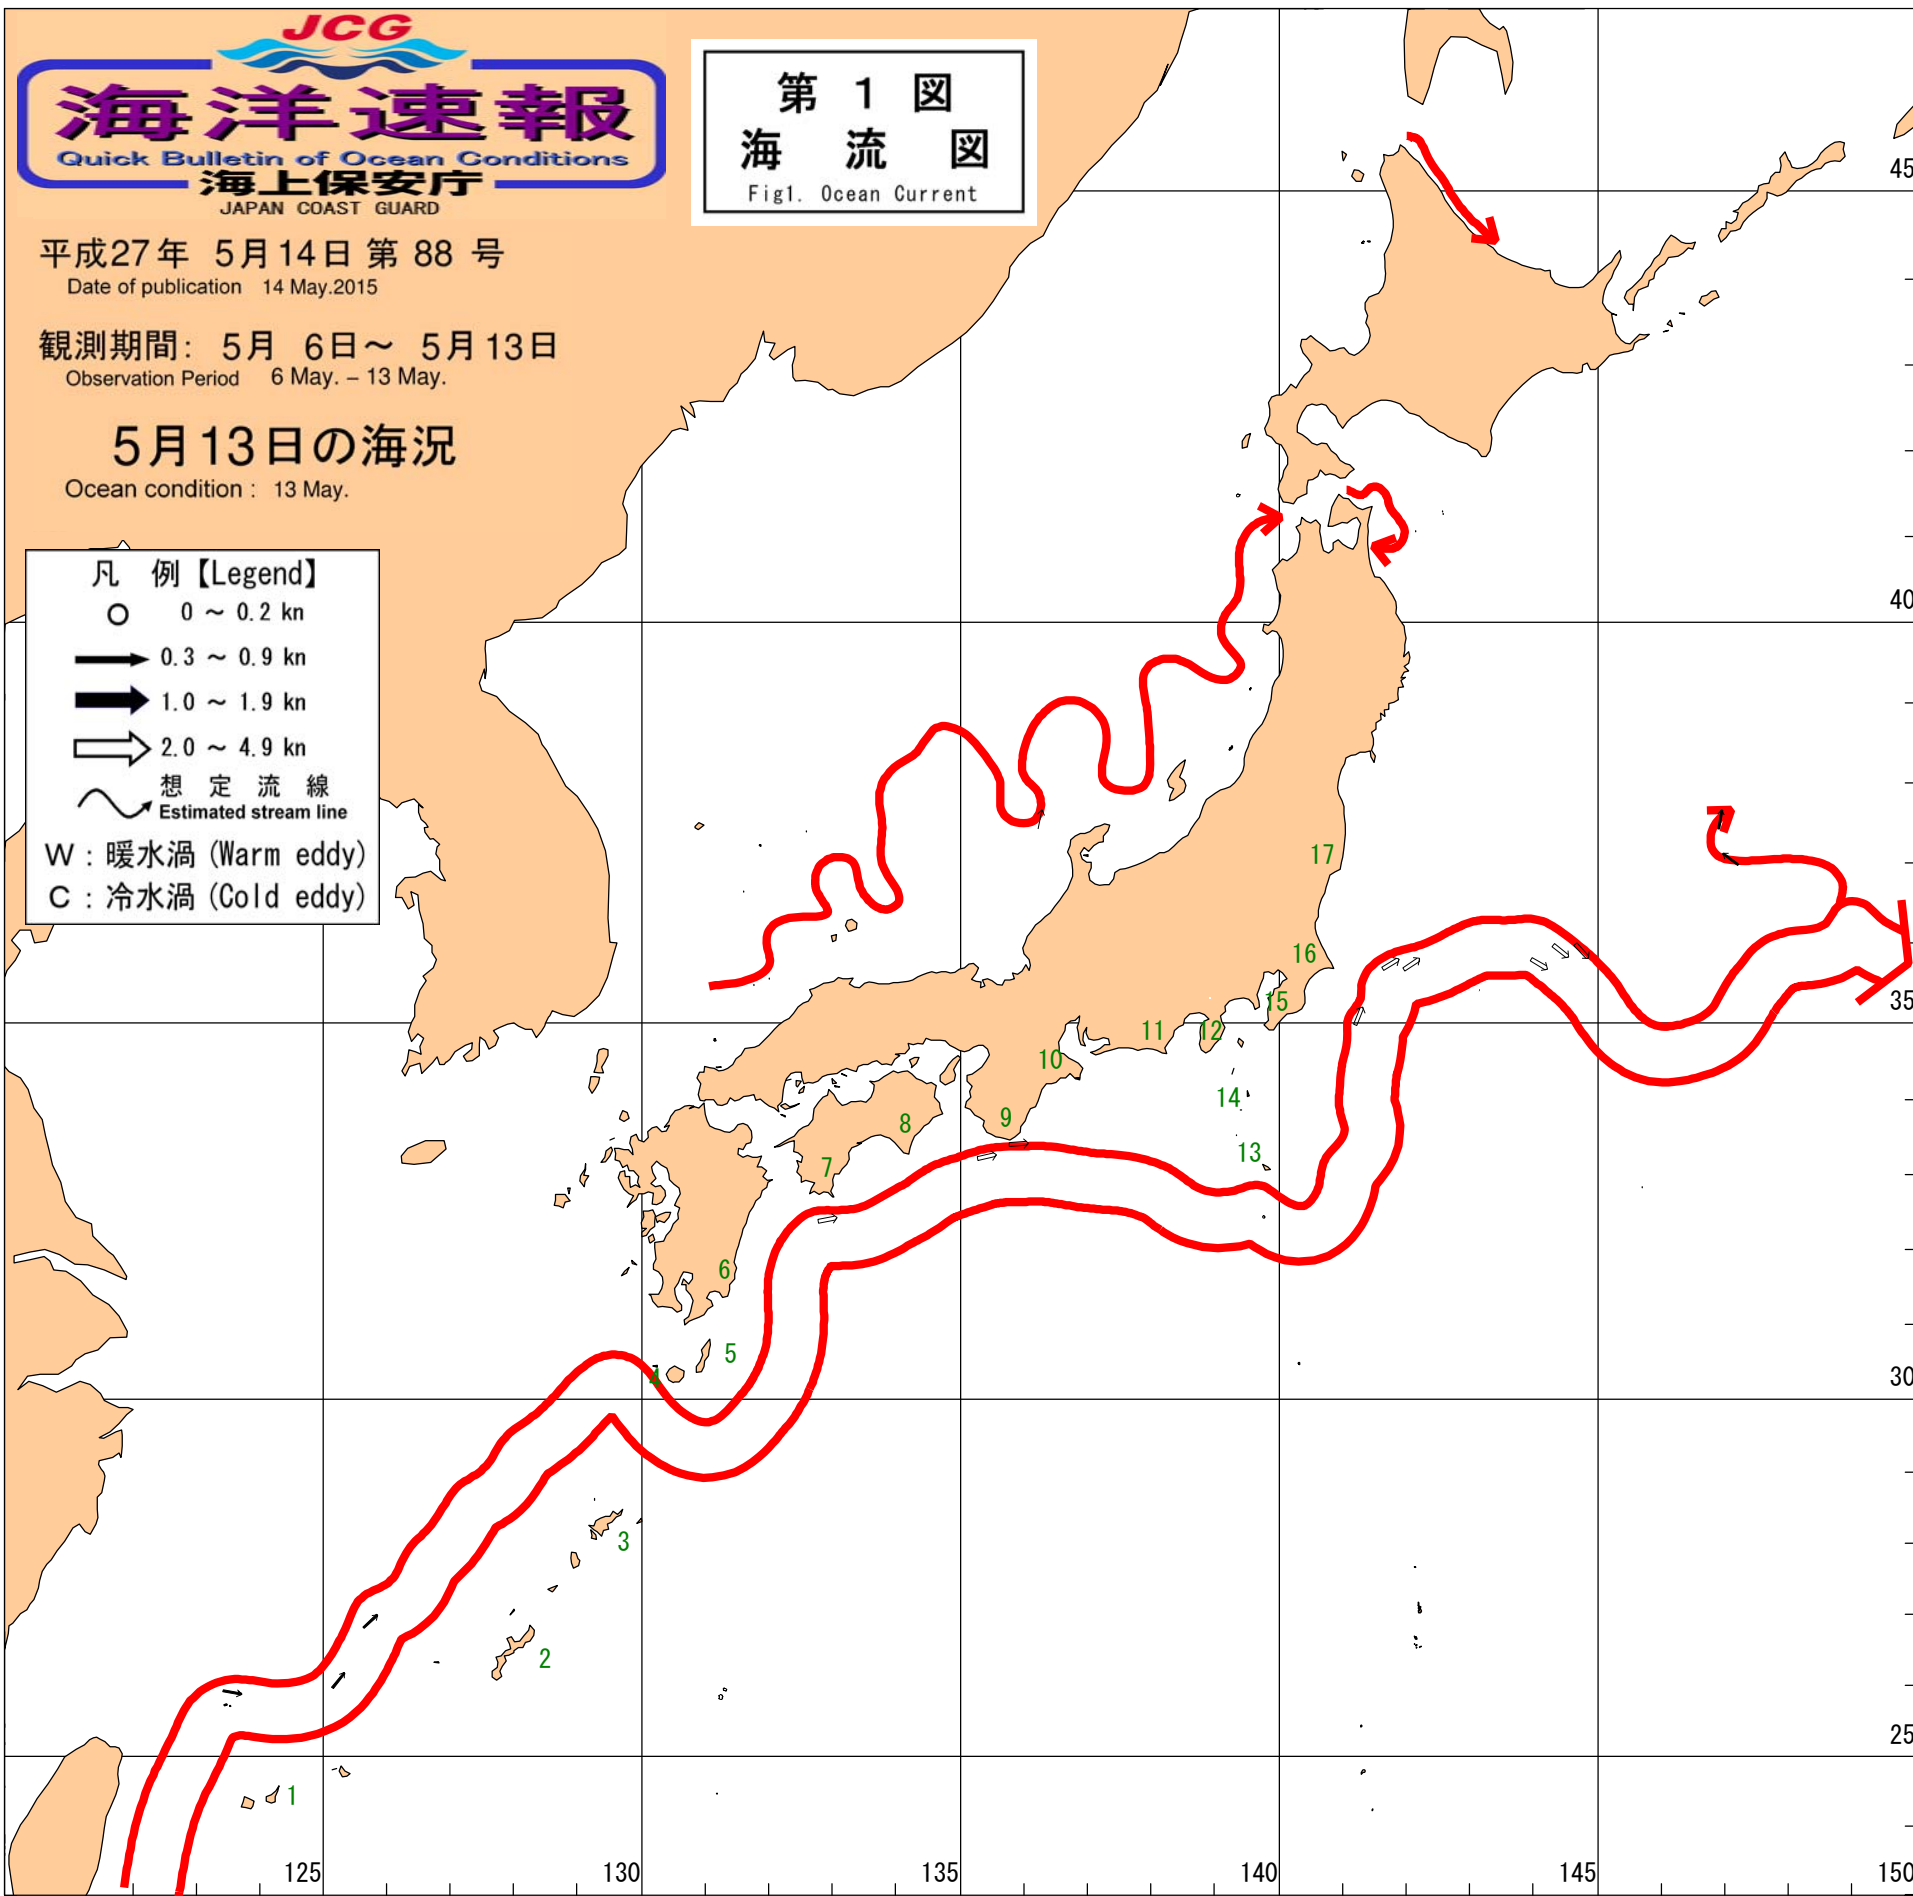 JCG
海洋速報
Quick Bulletin of Ocean Conditions
海上保安庁
JAPAN COAST GUARD
第 1 図
海 流 図
Fig1. Ocean Current
平成27年 5月14日 第 88 号
Date of publication 14 May.2015
観測期間: 5月 6日～ 5月13日
Observation Period 6 May. – 13 May.
5月13日の海況
Ocean condition : 13 May.
凡 例【Legend】
0 ～ 0.2 kn
0.3 ～ 0.9 kn
1.0 ～ 1.9 kn
2.0 ～ 4.9 kn
想 定 流 線
Estimated stream line
W : 暖水渦 (Warm eddy)
C : 冷水渦 (Cold eddy)
45
40
17
16
15
35
11
12
10
14
9
8
13
7
6
5
4
30
3
2
25
1
125
130
135
140
145
150